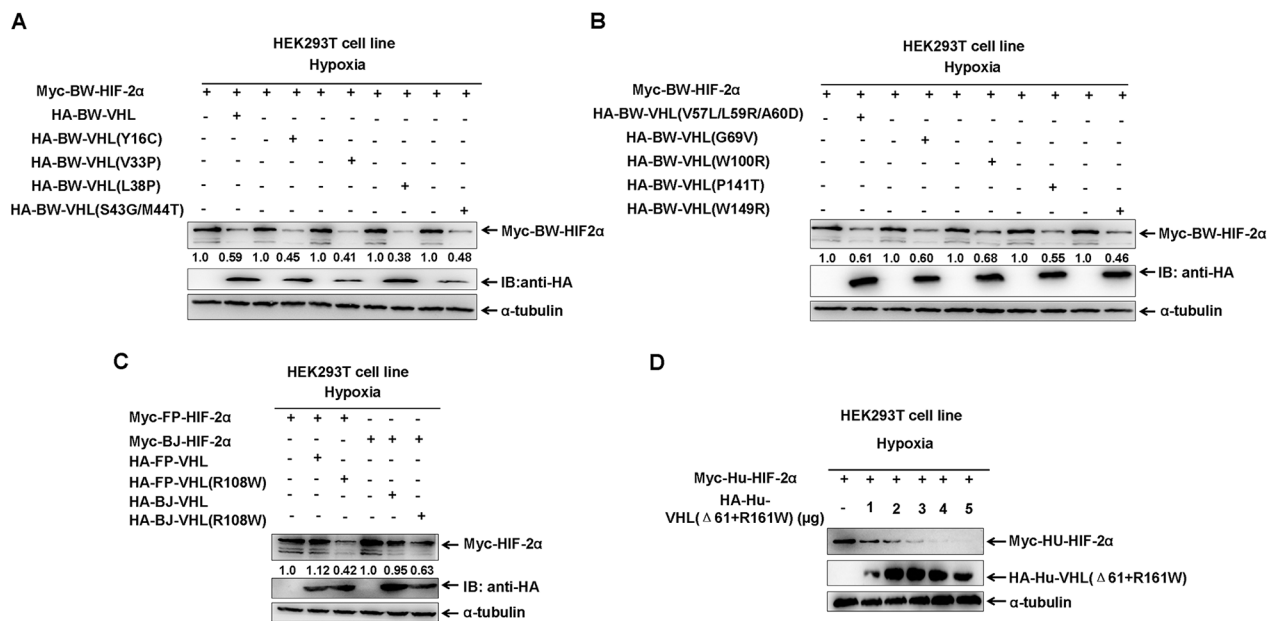 A
HEK293T cell line
Hypoxia
Myc-BW-HIF-2α + + + + + + + + + +
HA-BW-VHL - + - - - - - - - -
HA-BW-VHL(Y16C) - - - + - - - - - -
HA-BW-VHL(V33P) - - - - - + - - - -
HA-BW-VHL(L38P) - - - - - - - + - -
HA-BW-VHL(S43G/M44T) - - - - - - - - - +
Myc-BW-HIF2α
1.0 0.59 1.0 0.45 1.0 0.41 1.0 0.38 1.0 0.48
IB:anti-HA
α-tubulin
B
HEK293T cell line
Hypoxia
Myc-BW-HIF-2α + + + + + + + + + +
HA-BW-VHL(V57L/L59R/A60D) - + - - - - - - - -
HA-BW-VHL(G69V) - - - + - - - - - -
HA-BW-VHL(W100R) - - - - - + - - - -
HA-BW-VHL(P141T) - - - - - - - + - -
HA-BW-VHL(W149R) - - - - - - - - - +
Myc-BW-HIF2α
1.0 0.61 1.0 0.60 1.0 0.68 1.0 0.55 1.0 0.46
IB: anti-HA
α-tubulin
C
HEK293T cell line
Hypoxia
Myc-FP-HIF-2α + + + - - -
Myc-BJ-HIF-2α - - - + + +
HA-FP-VHL - + - - - -
HA-FP-VHL(R108W) - - + - - -
HA-BJ-VHL - - - - + -
HA-BJ-VHL(R108W) - - - - - +
Myc-HIF-2α
1.0 1.12 0.42 1.0 0.95 0.63
IB: anti-HA
α-tubulin
D
HEK293T cell line
Hypoxia
Myc-Hu-HIF-2α + + + + + +
HA-Hu-
VHL(Δ61+R161W) (μg) - 1 2 3 4 5
Myc-HU-HIF-2α
HA-Hu-VHL(Δ61+R161W)
α-tubulin